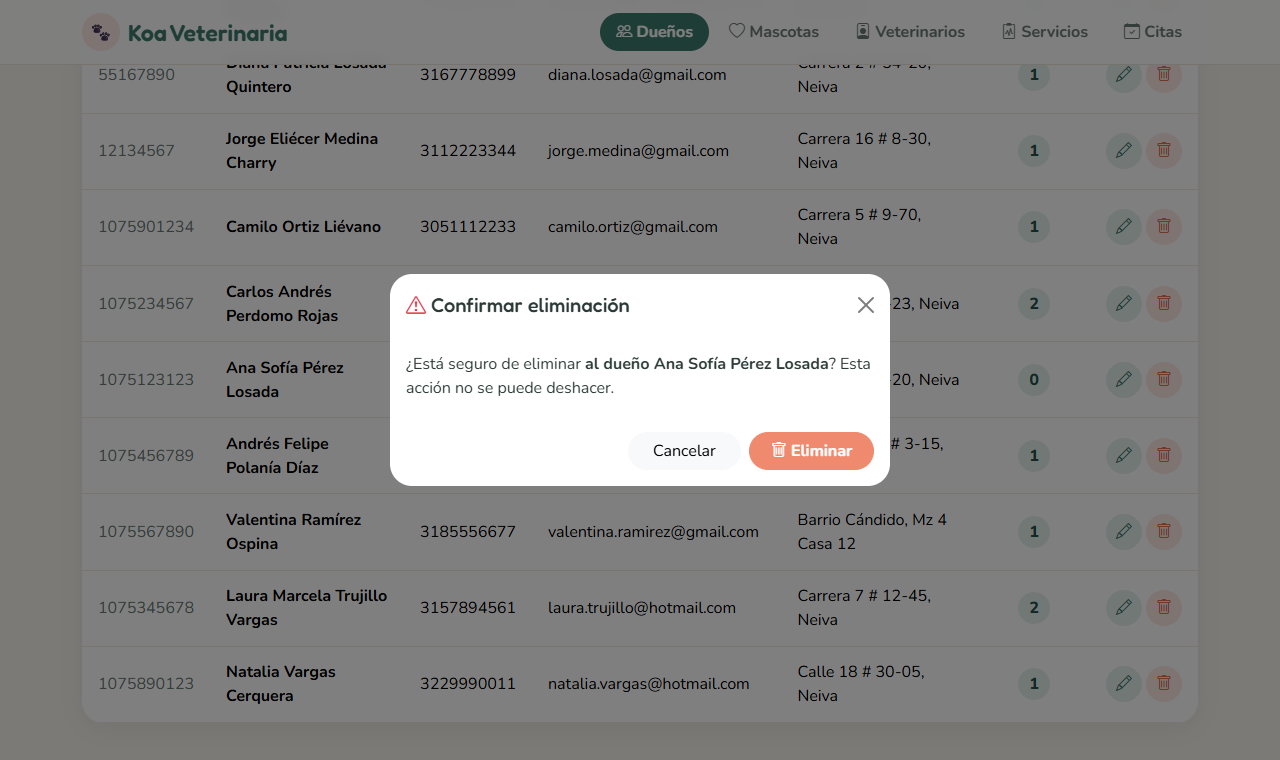 Koa Veterinaria
Dueños
Mascotas
Veterinarios
Servicios
Citas
55167890
Diana Patricia Losada
Quintero
3167778899
diana.losada@gmail.com
Carrera 2 # 34-20,
Neiva
1
12134567
Jorge Eliécer Medina
Charry
3112223344
jorge.medina@gmail.com
Carrera 16 # 8-30,
Neiva
1
1075901234
Camilo Ortiz Liévano
3051112233
camilo.ortiz@gmail.com
Carrera 5 # 9-70,
Neiva
1
1075234567
Carlos Andrés
Perdomo Rojas
-23, Neiva
2
Confirmar eliminación
¿Está seguro de eliminar al dueño Ana Sofía Pérez Losada? Esta
acción no se puede deshacer.
Cancelar
Eliminar
1075123123
Ana Sofía Pérez
Losada
-20, Neiva
0
1075456789
Andrés Felipe
Polanía Díaz
# 3-15,
1
1075567890
Valentina Ramírez
Ospina
3185556677
valentina.ramirez@gmail.com
Barrio Cándido, Mz 4
Casa 12
1
1075345678
Laura Marcela Trujillo
Vargas
3157894561
laura.trujillo@hotmail.com
Carrera 7 # 12-45,
Neiva
2
1075890123
Natalia Vargas
Cerquera
3229990011
natalia.vargas@hotmail.com
Calle 18 # 30-05,
Neiva
1